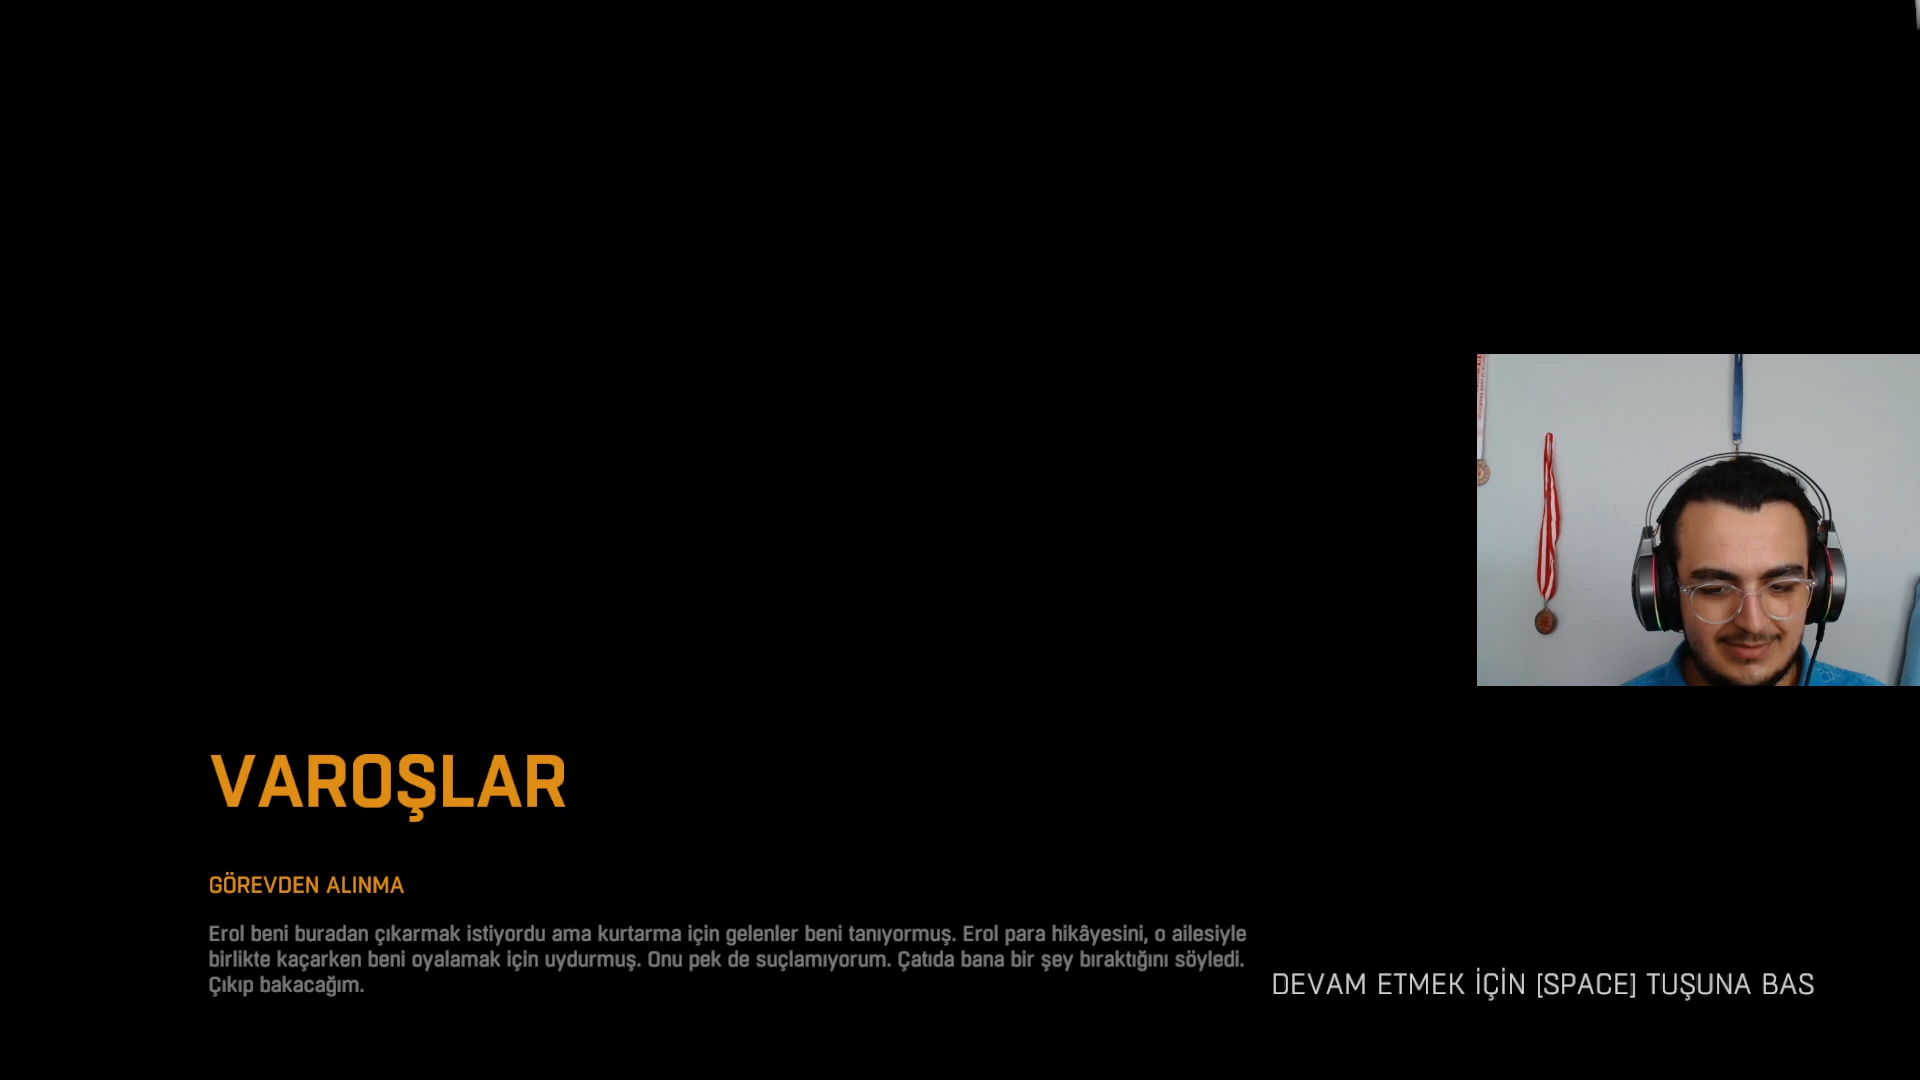 VAROŞLAR
GÖREVDEN ALINMA
Erol beni buradan çıkarmak istiyordu ama kurtarma için gelenler beni tanıyormuş. Erol para hikâyesini, o ailesiyle
birlikte kaçarken beni oyalamak için uydurmuş. Onu pek de suçlamıyorum. Çatıda bana bir şey bıraktığını söyledi.
Çıkıp bakacağım.
DEVAM ETMEK İÇİN [SPACE] TUŞUNA BAS